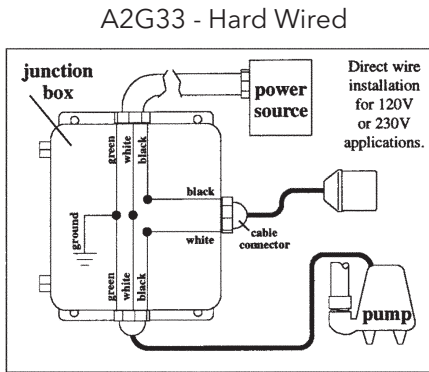 A2G33 - Hard Wired
junction
box
power
source
Direct wire
installation
for 120V
or 230V
applications.
green
white
black
black
white
cable
connector
ground
green
white
black
pump